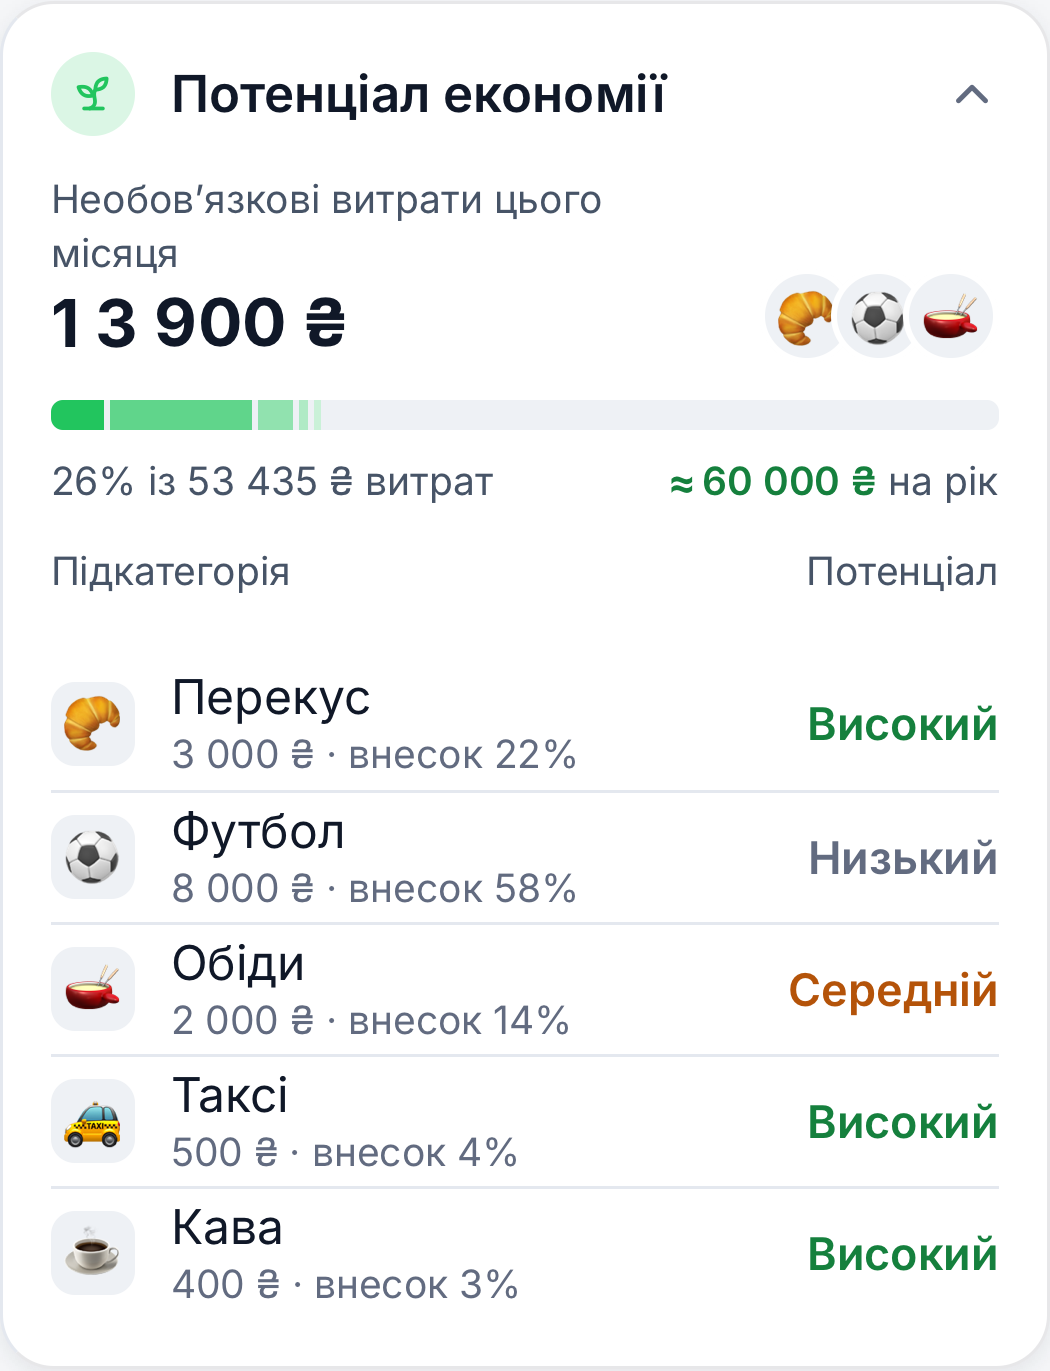 Потенціал економії
Необов’язкові витрати цього
місяця
13 900 ₴
26% із 53 435 ₴ витрат
≈ 60 000 ₴ на рік
Підкатегорія
Потенціал
Перекус
3 000 ₴ · внесок 22%
Високий
Футбол
8 000 ₴ · внесок 58%
Низький
Обіди
2 000 ₴ · внесок 14%
Середній
TAXI
Таксі
500 ₴ · внесок 4%
Високий
Кава
400 ₴ · внесок 3%
Високий